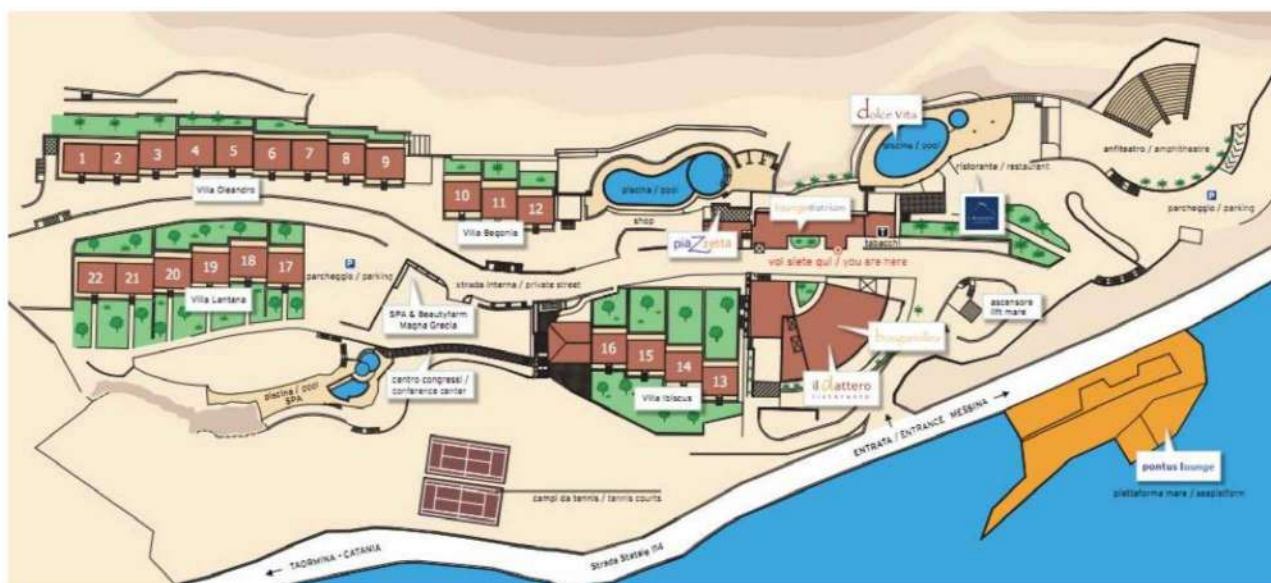 dolce vita
piscina / pool
anfiteatro / amphitheatre
1 2 3 4 5 6 7 8 9
ristorante / restaurant
Villa Oleandro
10 11 12
piscina / pool
P
parcheggio / parking
shop
Villa Begonia
piazzetta
T
tabacchi
voi siete qui / you are here
22 21 20 19 18 17
P
parcheggio / parking
strada interna / private street
Villa Lantana
SPA & Beautyfarm
Magna Grecia
ascensore
lift mare
16 15 14 13
piscina / pool
SPA
centro congressi /
conference center
Villa Ibiscus
il dattero
ristorante
ENTRATA / ENTRANCE
MESSINA
pontus lounge
piattaforma mare / seaplatform
campi da tennis / tennis courts
TAORMINA - CATANIA
Strada Statale 114